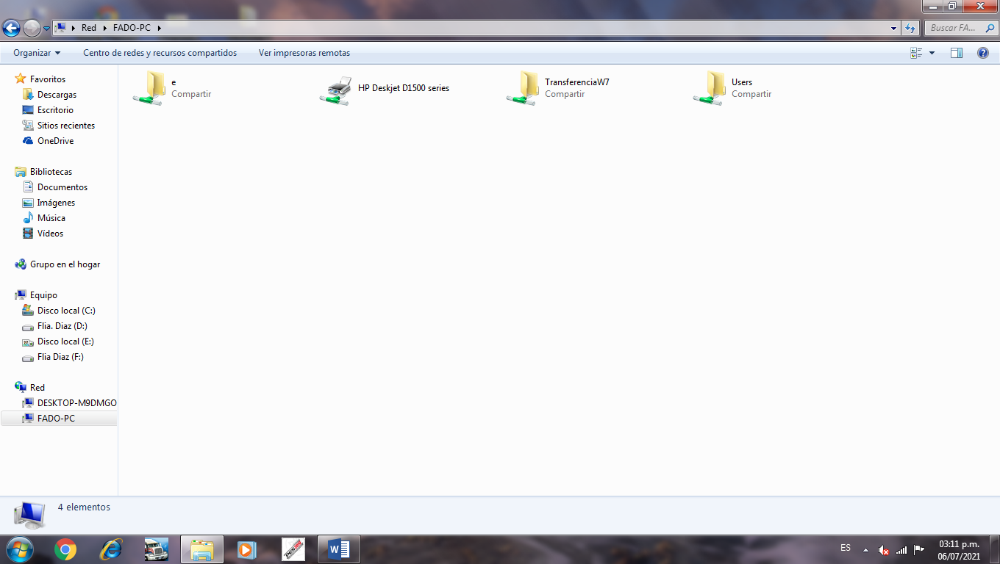 Red
FADO-PC
Buscar FA...
Organizar
Centro de redes y recursos compartidos
Ver impresoras remotas
Favoritos
Descargas
Escritorio
Sitios recientes
OneDrive
Bibliotecas
Documentos
Imágenes
Música
Vídeos
Grupo en el hogar
Equipo
Disco local (C:)
Flia. Diaz (D:)
Disco local (E:)
Flia Diaz (F:)
Red
DESKTOP-M9DMGO
FADO-PC
e
Compartir
HP Deskjet D1500 series
TransferenciaW7
Compartir
Users
Compartir
4 elementos
ES
03:11 p.m.
06/07/2021